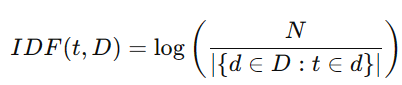 IDF(t, D) = log ( N / |{d ∈ D : t ∈ d}| )